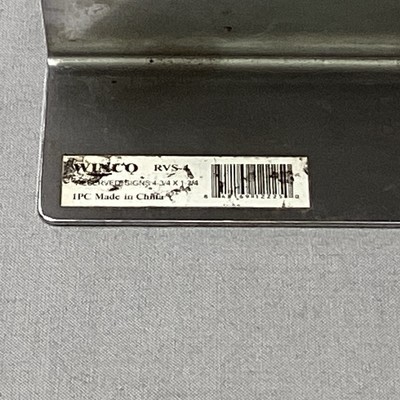 WINCO RVS-4
RESERVED SIGNS 4-3/4 X 1-3/4
1PC Made in China